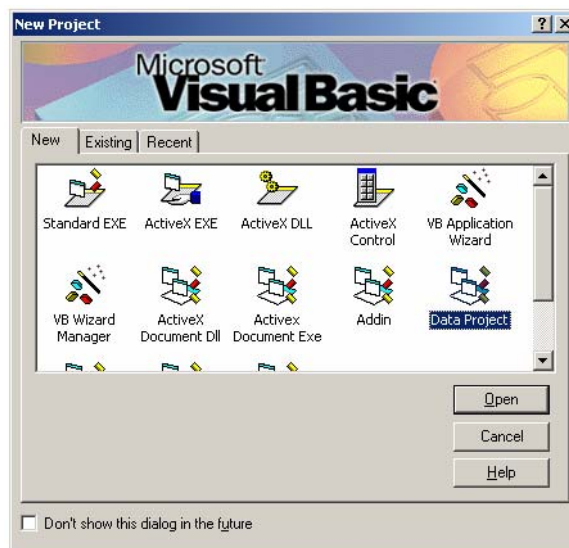 New Project
Microsoft
Visual Basic
New Existing Recent
Standard EXE ActiveX EXE ActiveX DLL ActiveX Control VB Application Wizard
VB Wizard Manager ActiveX Document Dll Activex Document Exe Addin Data Project
Open
Cancel
Help
Don't show this dialog in the future